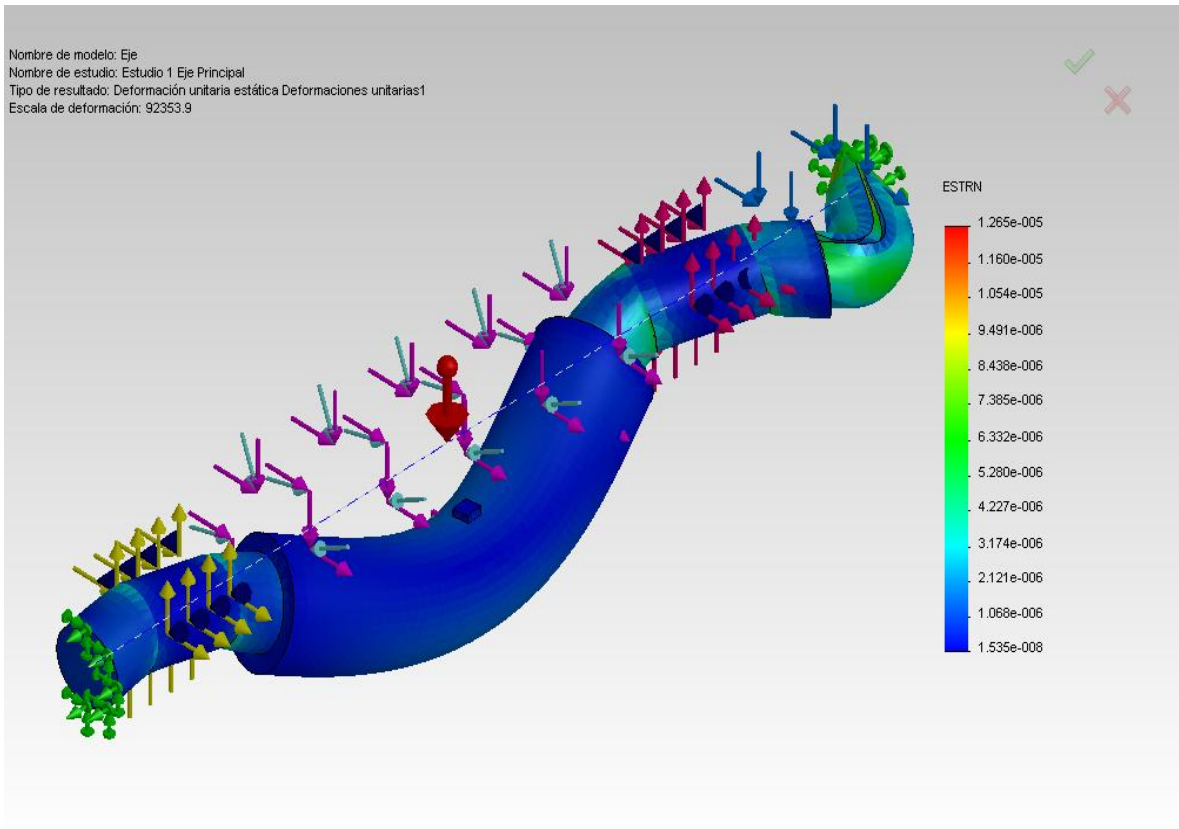 Nombre de modelo: Eje
Nombre de estudio: Estudio 1 Eje Principal
Tipo de resultado: Deformación unitaria estática Deformaciones unitarias1
Escala de deformación: 92353.9
ESTRN
1.265e-005
1.160e-005
1.054e-005
9.491e-006
8.438e-006
7.385e-006
6.332e-006
5.280e-006
4.227e-006
3.174e-006
2.121e-006
1.068e-006
1.535e-008